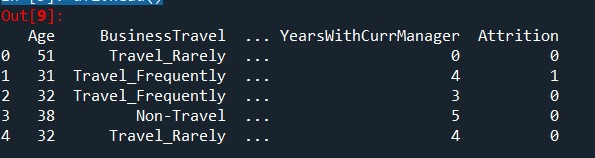 Out[9]:
Age BusinessTravel ... YearsWithCurrManager Attrition
0 51 Travel_Rarely ... 0 0
1 31 Travel_Frequently ... 4 1
2 32 Travel_Frequently ... 3 0
3 38 Non-Travel ... 5 0
4 32 Travel_Rarely ... 4 0